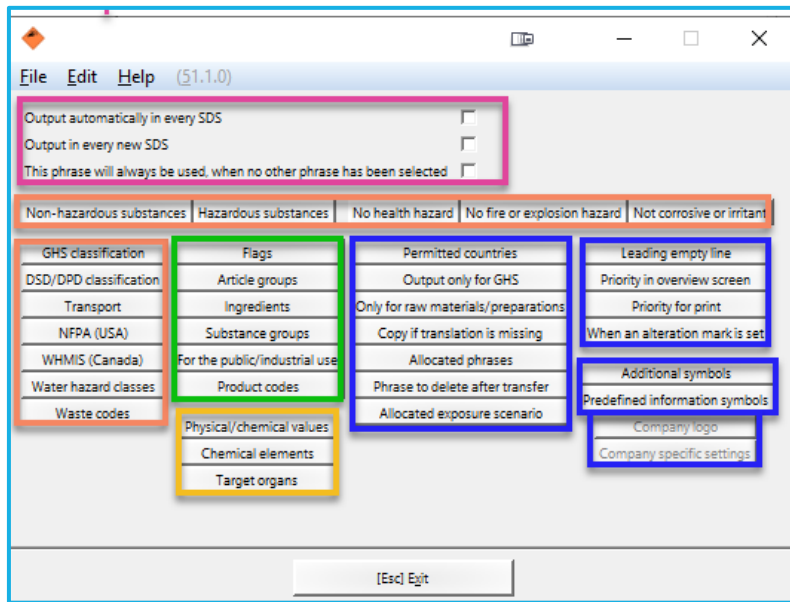 File Edit Help (51.1.0)
Output automatically in every SDS
Output in every new SDS
This phrase will always be used, when no other phrase has been selected
Non-hazardous substances Hazardous substances No health hazard No fire or explosion hazard Not corrosive or irritant
GHS classification
DSD/DPD classification
Transport
NFPA (USA)
WHMIS (Canada)
Water hazard classes
Waste codes
Flags
Article groups
Ingredients
Substance groups
For the public/industrial use
Product codes
Physical/chemical values
Chemical elements
Target organs
Permitted countries
Output only for GHS
Only for raw materials/preparations
Copy if translation is missing
Allocated phrases
Phrase to delete after transfer
Allocated exposure scenario
Leading empty line
Priority in overview screen
Priority for print
When an alteration mark is set
Additional symbols
Predefined information symbols
Company logo
Company specific settings
[Esc] Exit